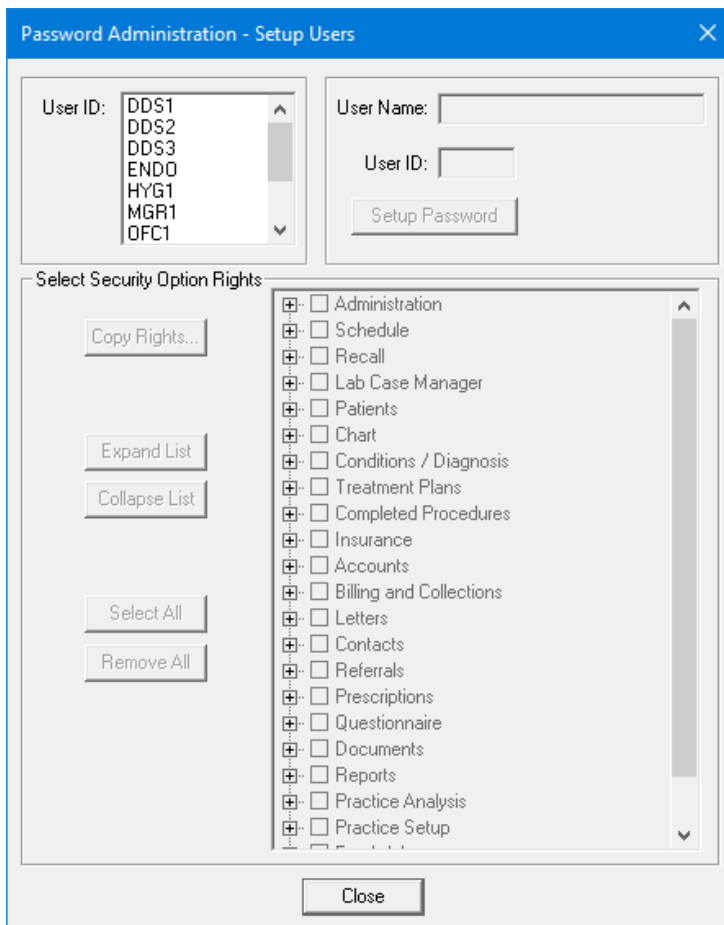 Password Administration - Setup Users
User ID:
DDS1
DDS2
DDS3
ENDO
HYG1
MGR1
OFC1
User Name:
User ID:
Setup Password
Select Security Option Rights
Copy Rights...
Expand List
Collapse List
Select All
Remove All
Administration
Schedule
Recall
Lab Case Manager
Patients
Chart
Conditions / Diagnosis
Treatment Plans
Completed Procedures
Insurance
Accounts
Billing and Collections
Letters
Contacts
Referrals
Prescriptions
Questionnaire
Documents
Reports
Practice Analysis
Practice Setup
Close